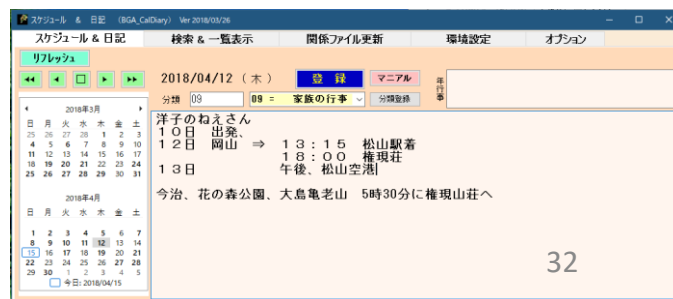 スケジュール & 日記 (BGA_CalDiary) Ver 2018/03/26
スケジュール & 日記 検索 & 一覧表示 関係ファイル更新 環境設定 オプション
リフレッシュ
2018/04/12 (木) 登 録 マニアル 年行事
分類 09 09 = 家族の行事 分類登録
2018年3月
日 月 火 水 木 金 土
25 26 27 28 1 2 3
4 5 6 7 8 9 10
11 12 13 14 15 16 17
18 19 20 21 22 23 24
25 26 27 28 29 30 31
2018年4月
日 月 火 水 木 金 土
1 2 3 4 5 6 7
8 9 10 11 12 13 14
15 16 17 18 19 20 21
22 23 24 25 26 27 28
29 30 1 2 3 4 5
今日: 2018/04/15
洋子のねえさん
10日 出発、
12日 岡山 ⇒ 13:15 松山駅着
18:00 権現荘
13日 午後、松山空港
今治、花の森公園、大島亀老山 5時30分に権現山荘へ
32